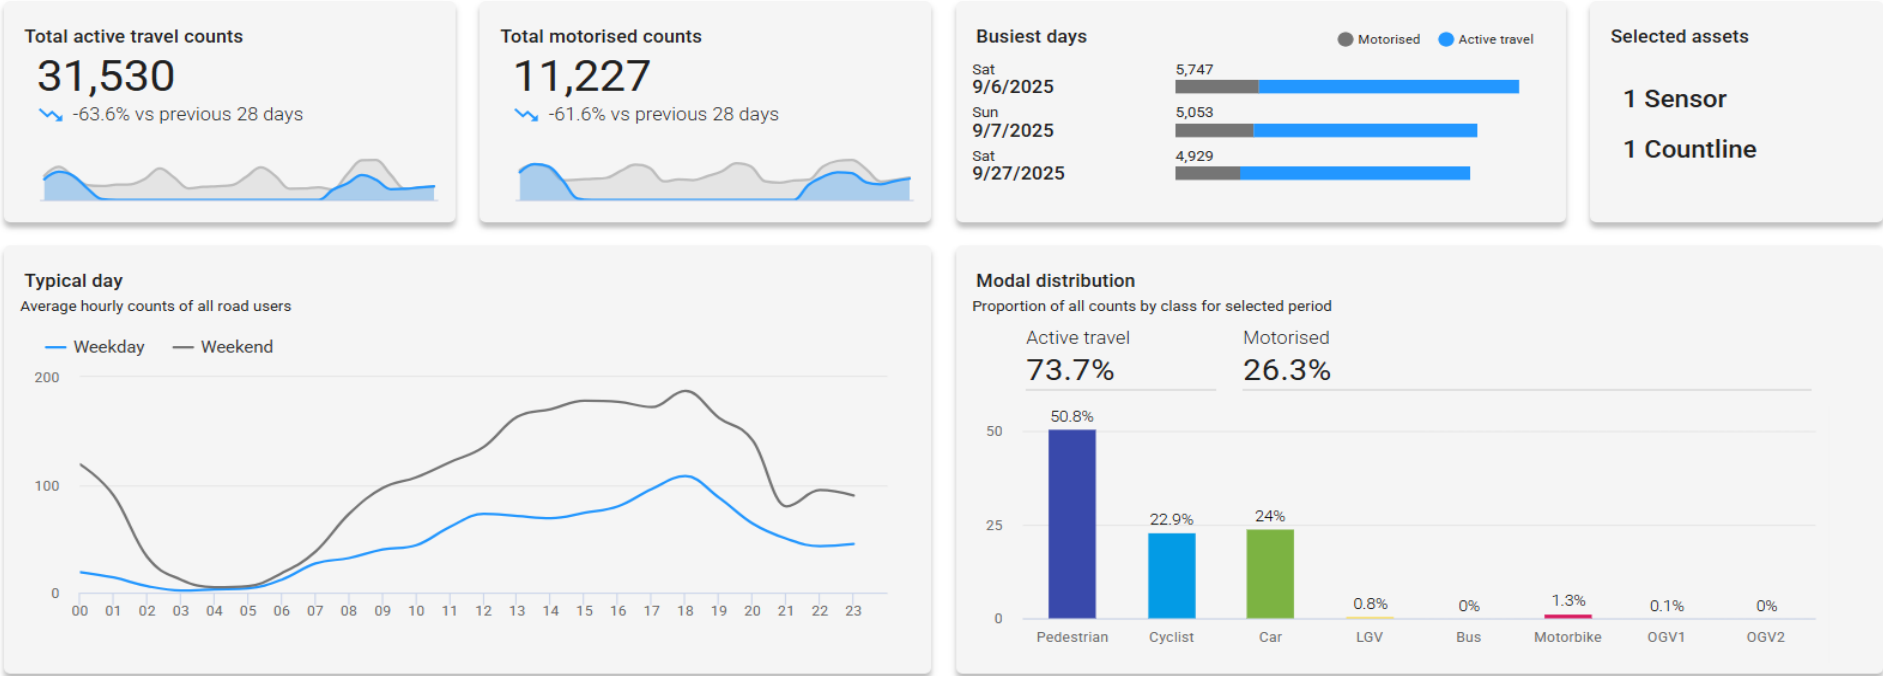 Total active travel counts
31,530
-63.6% vs previous 28 days
Total motorised counts
11,227
-61.6% vs previous 28 days
Busiest days
Motorised Active travel
Sat
9/6/2025
5,747
Sun
9/7/2025
5,053
Sat
9/27/2025
4,929
Selected assets
1 Sensor
1 Countline
Typical day
Average hourly counts of all road users
Weekday Weekend
200
100
0
00 01 02 03 04 05 06 07 08 09 10 11 12 13 14 15 16 17 18 19 20 21 22 23
Modal distribution
Proportion of all counts by class for selected period
Active travel
73.7%
Motorised
26.3%
50
25
0
50.8%
22.9%
24%
0.8%
0%
1.3%
0.1%
0%
Pedestrian Cyclist Car LGV Bus Motorbike OGV1 OGV2